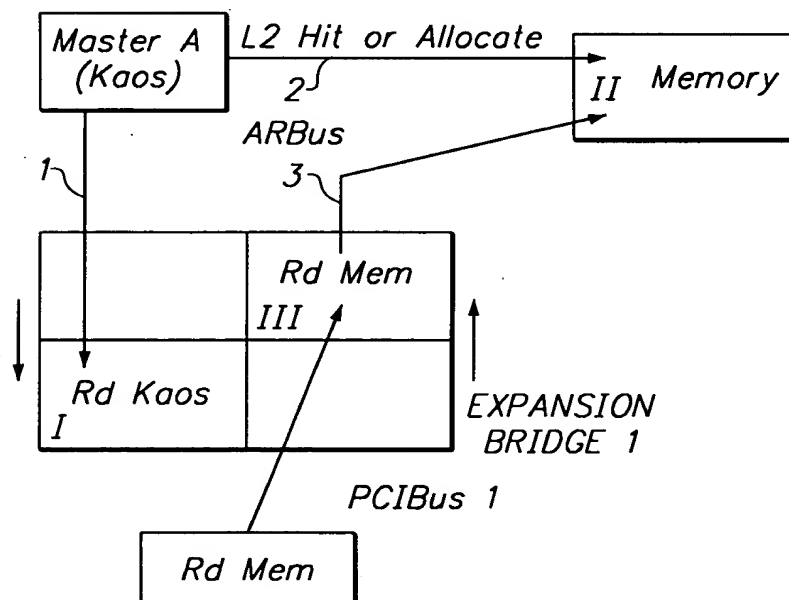 Master A
(Kaos)
L2 Hit or Allocate
2
II Memory
ARBus
1
3
Rd Mem
III
Rd Kaos
I
EXPANSION
BRIDGE 1
PCIBus 1
Rd Mem